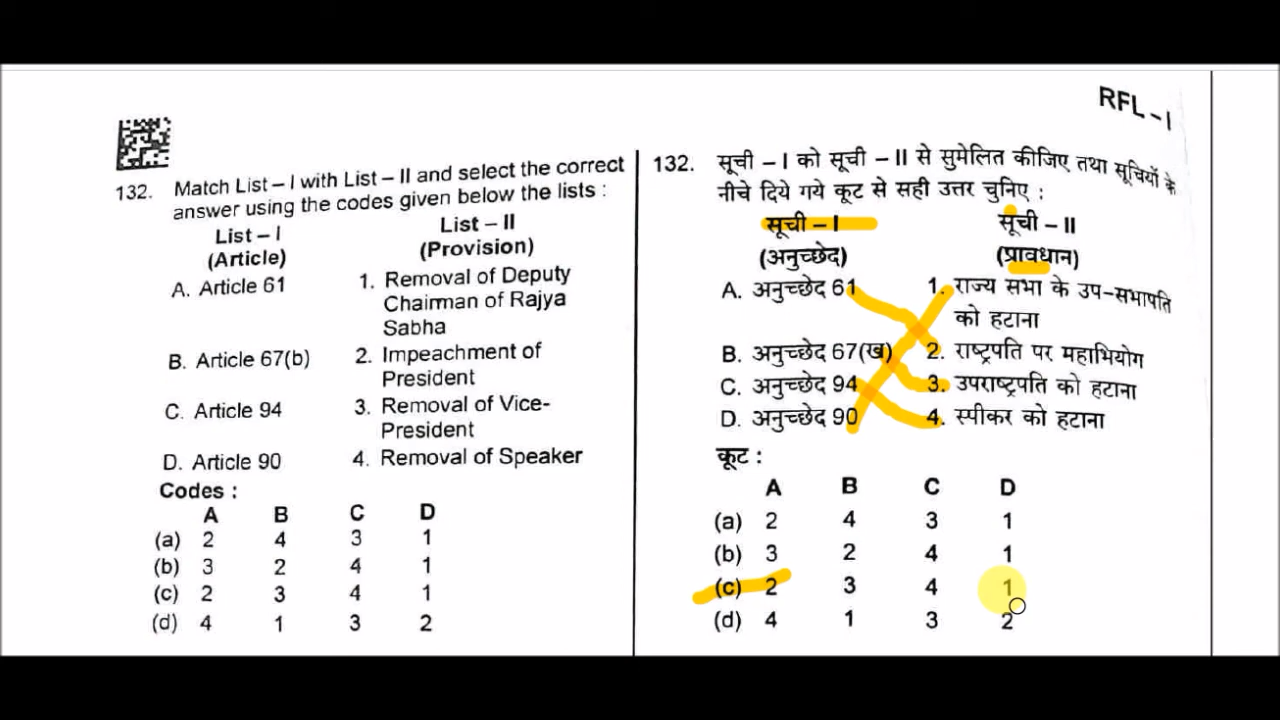 RFL – I
132. Match List – I with List – II and select the correct
answer using the codes given below the lists :
List – I
(Article)
List – II
(Provision)
A. Article 61
1. Removal of Deputy
Chairman of Rajya
Sabha
B. Article 67(b)
2. Impeachment of
President
C. Article 94
3. Removal of Vice-
President
D. Article 90
4. Removal of Speaker
Codes :
A B C D
(a) 2 4 3 1
(b) 3 2 4 1
(c) 2 3 4 1
(d) 4 1 3 2
132. सूची – I को सूची – II से सुमेलित कीजिए तथा सूचियों के
नीचे दिये गये कूट से सही उत्तर चुनिए :
सूची – I
(अनुच्छेद)
सूची – II
(प्रावधान)
A. अनुच्छेद 61
1. राज्य सभा के उप-सभापति
को हटाना
B. अनुच्छेद 67(ख)
2. राष्ट्रपति पर महाभियोग
C. अनुच्छेद 94
3. उपराष्ट्रपति को हटाना
D. अनुच्छेद 90
4. स्पीकर को हटाना
कूट :
A B C D
(a) 2 4 3 1
(b) 3 2 4 1
(c) 2 3 4 1
(d) 4 1 3 2